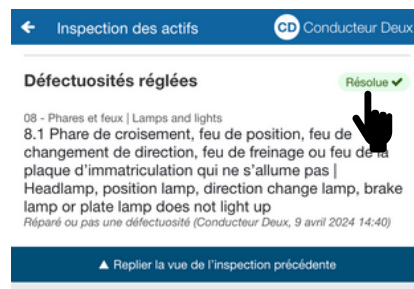 Inspection des actifs
CD Conducteur Deux
Défectuosités réglées
Résolue ✔
08 - Phares et feux | Lamps and lights
8.1 Phare de croisement, feu de position, feu de
changement de direction, feu de freinage ou feu de la
plaque d'immatriculation qui ne s'allume pas |
Headlamp, position lamp, direction change lamp, brake
lamp or plate lamp does not light up
Réparé ou pas une défectuosité (Conducteur Deux, 9 avril 2024 14:40)
▲ Replier la vue de l'inspection précédente